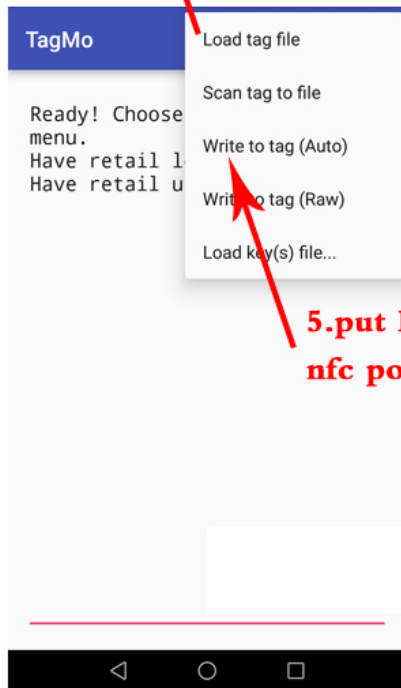 TagMo
Load tag file
Scan tag to file
Ready! Choose
menu.
Write to tag (Auto)
Have retail
Have retail
Write to tag (Raw)
Load key(s) file...
5.put
nfc